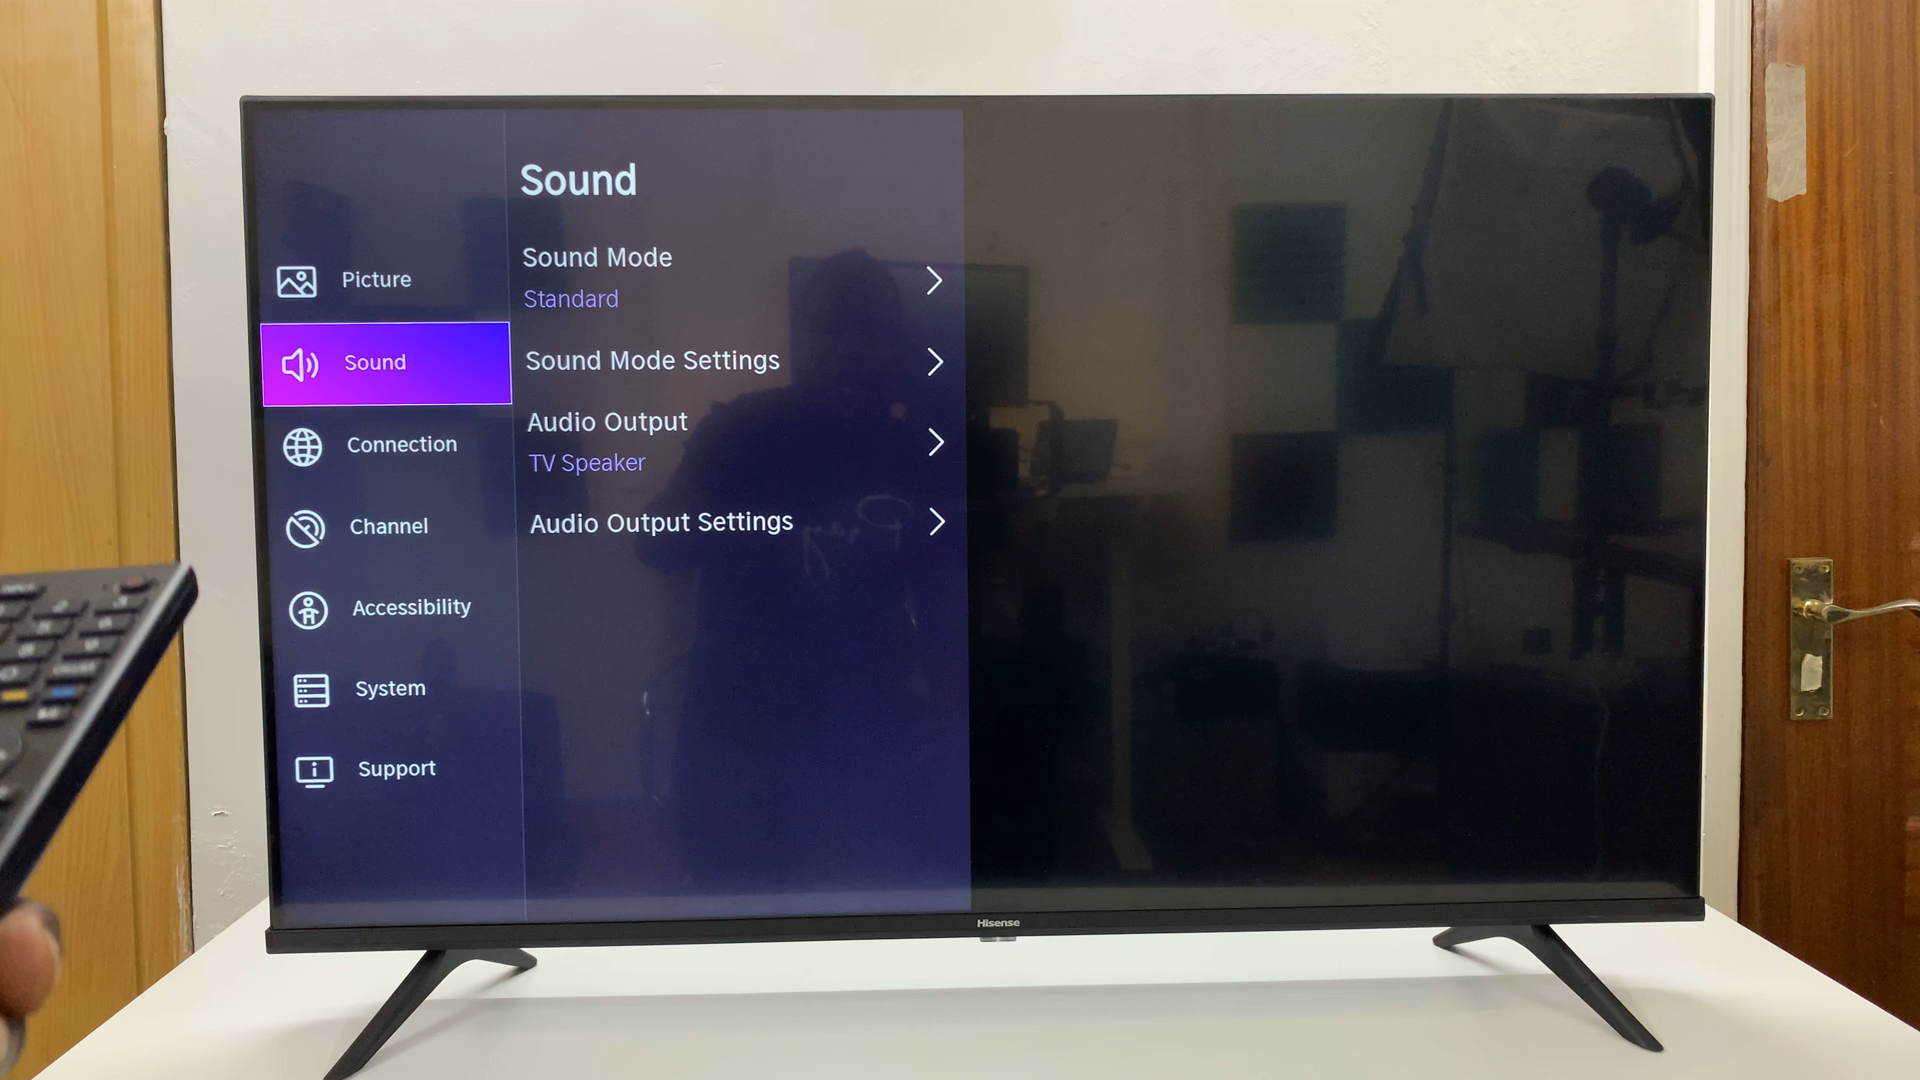 Sound
Sound Mode
Standard
Sound Mode Settings
Audio Output
TV Speaker
Audio Output Settings
Picture
Sound
Connection
Channel
Accessibility
System
Support
Hisense